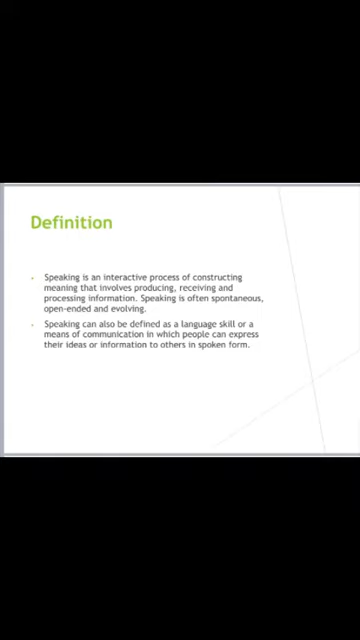 Definition
Speaking is an interactive process of constructing
meaning that involves producing, receiving and
processing information. Speaking is often spontaneous,
open-ended and evolving.
Speaking can also be defined as a language skill or a
means of communication in which people can express
their ideas or information to others in spoken form.